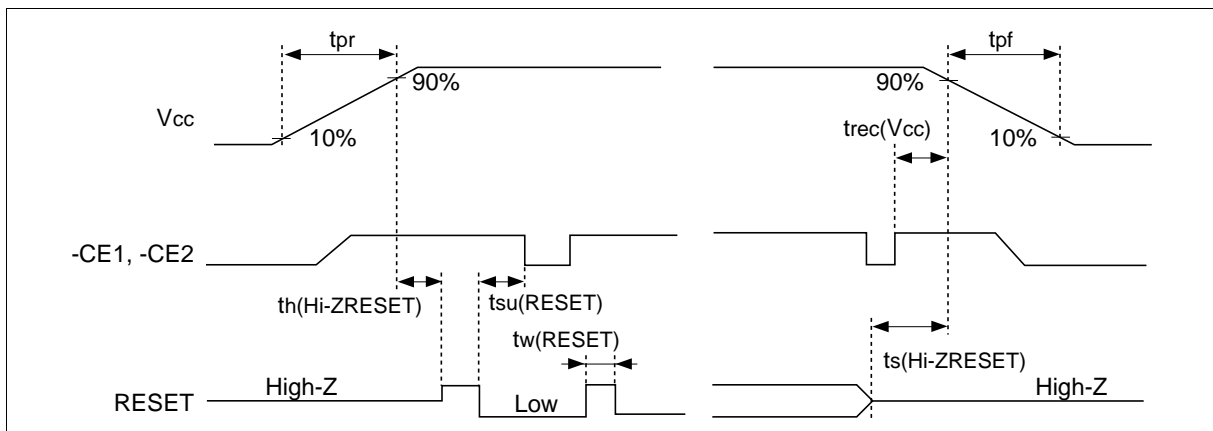 tpr
tpf
90%
90%
Vcc
trec(Vcc)
10%
10%
-CE1, -CE2
th(Hi-ZRESET)
tsu(RESET)
tw(RESET)
ts(Hi-ZRESET)
High-Z
High-Z
RESET
Low